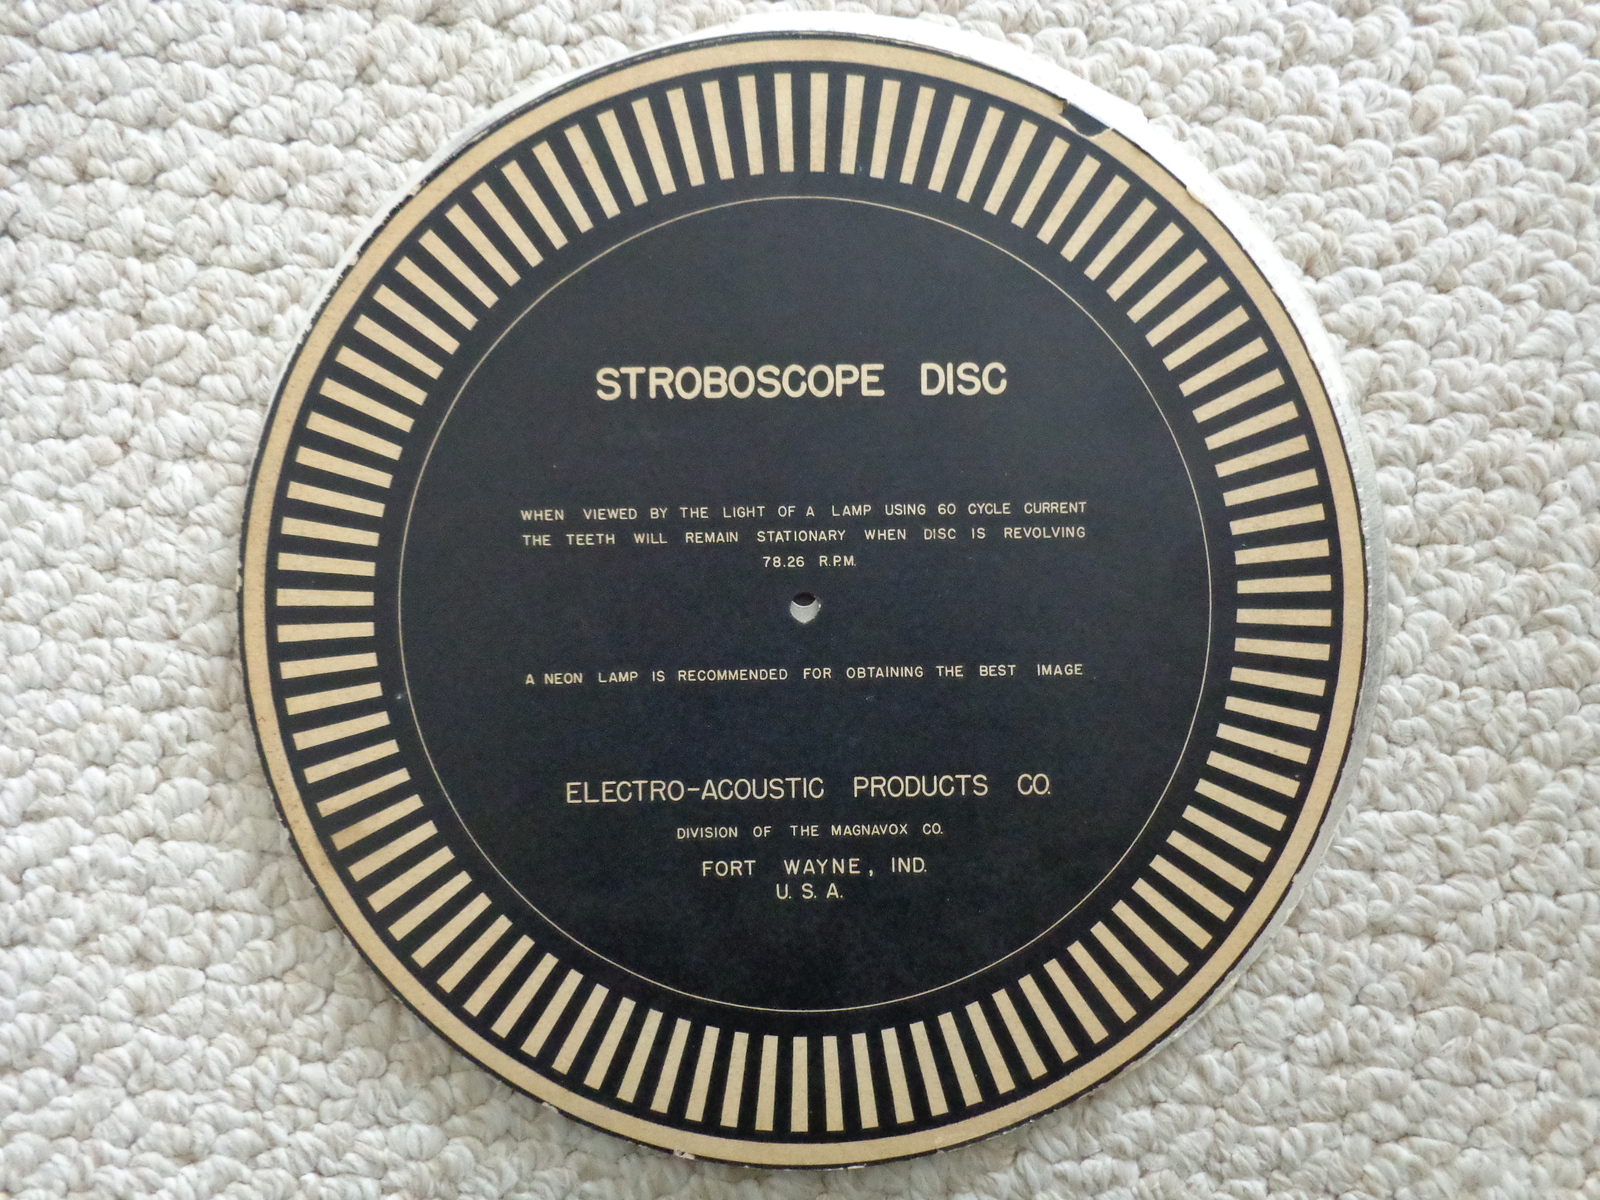 STROBOSCOPE DISC
WHEN VIEWED BY THE LIGHT OF A LAMP USING 60 CYCLE CURRENT
THE TEETH WILL REMAIN STATIONARY WHEN DISC IS REVOLVING
78.26 R.P.M.
A NEON LAMP IS RECOMMENDED FOR OBTAINING THE BEST IMAGE
ELECTRO-ACOUSTIC PRODUCTS CO.
DIVISION OF THE MAGNAVOX CO.
FORT WAYNE, IND.
U. S. A.